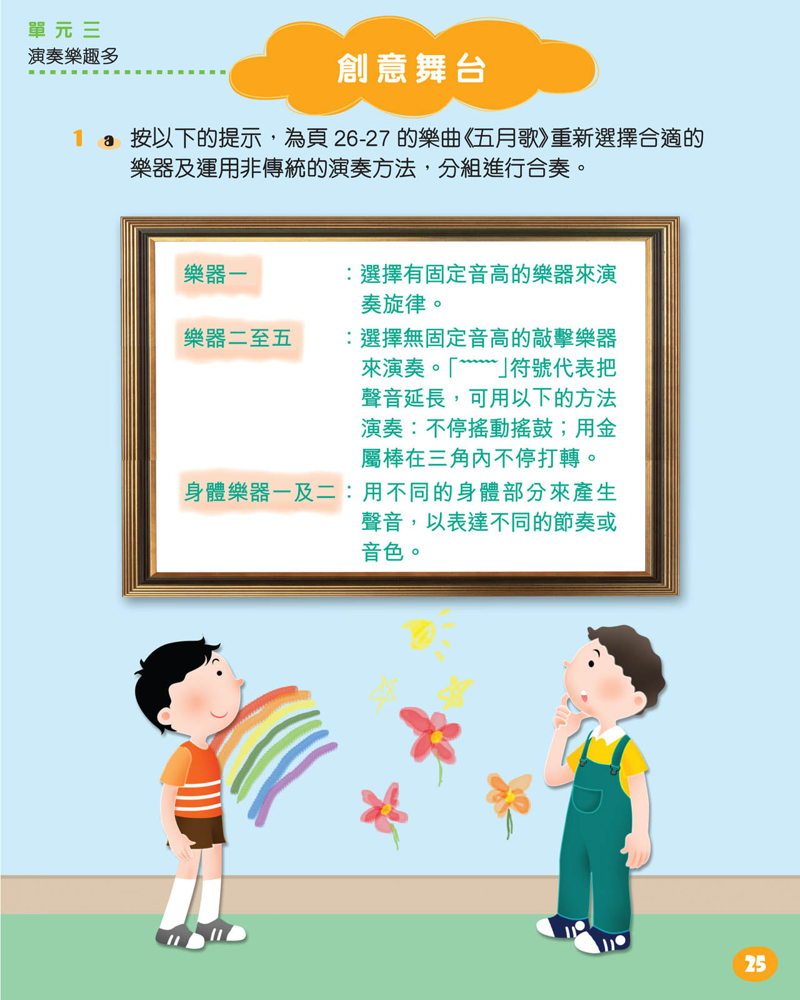 單元三
演奏樂趣多
創意舞台
1 a 按以下的提示，為頁 26-27 的樂曲《五月歌》重新選擇合適的
樂器及運用非傳統的演奏方法，分組進行合奏。
樂器一 ：選擇有固定音高的樂器來演
奏旋律。
樂器二至五 ：選擇無固定音高的敲擊樂器
來演奏。「﹏﹏」符號代表把
聲音延長，可用以下的方法
演奏：不停搖動搖鼓；用金
屬棒在三角內不停打轉。
身體樂器一及二：用不同的身體部分來產生
聲音，以表達不同的節奏或
音色。
25